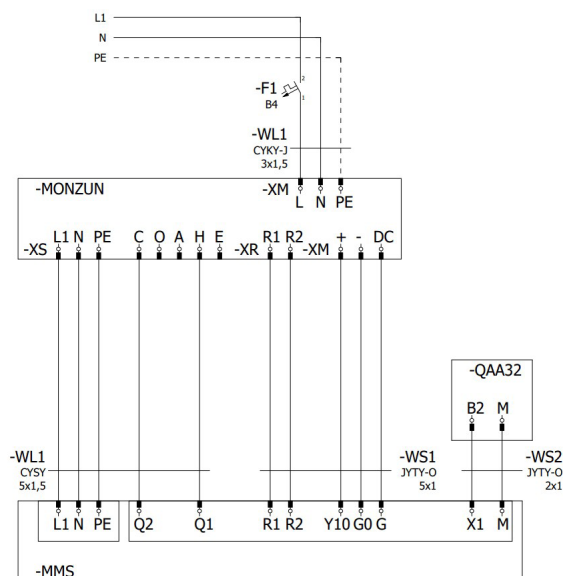 L1
N
PE
-F1
B4
2
1
-WL1
CYKY-J
3x1,5
-MONZUN
-XM
L N PE
-XS L1 N PE C O A H E -XR R1 R2 -XM + - DC
-QAA32
B2 M
-WL1
CYSY
5x1,5
-WS1
JYTY-O
5x1
-WS2
JYTY-O
2x1
L1 N PE Q2 Q1 R1 R2 Y10 G0 G X1 M
-MMS